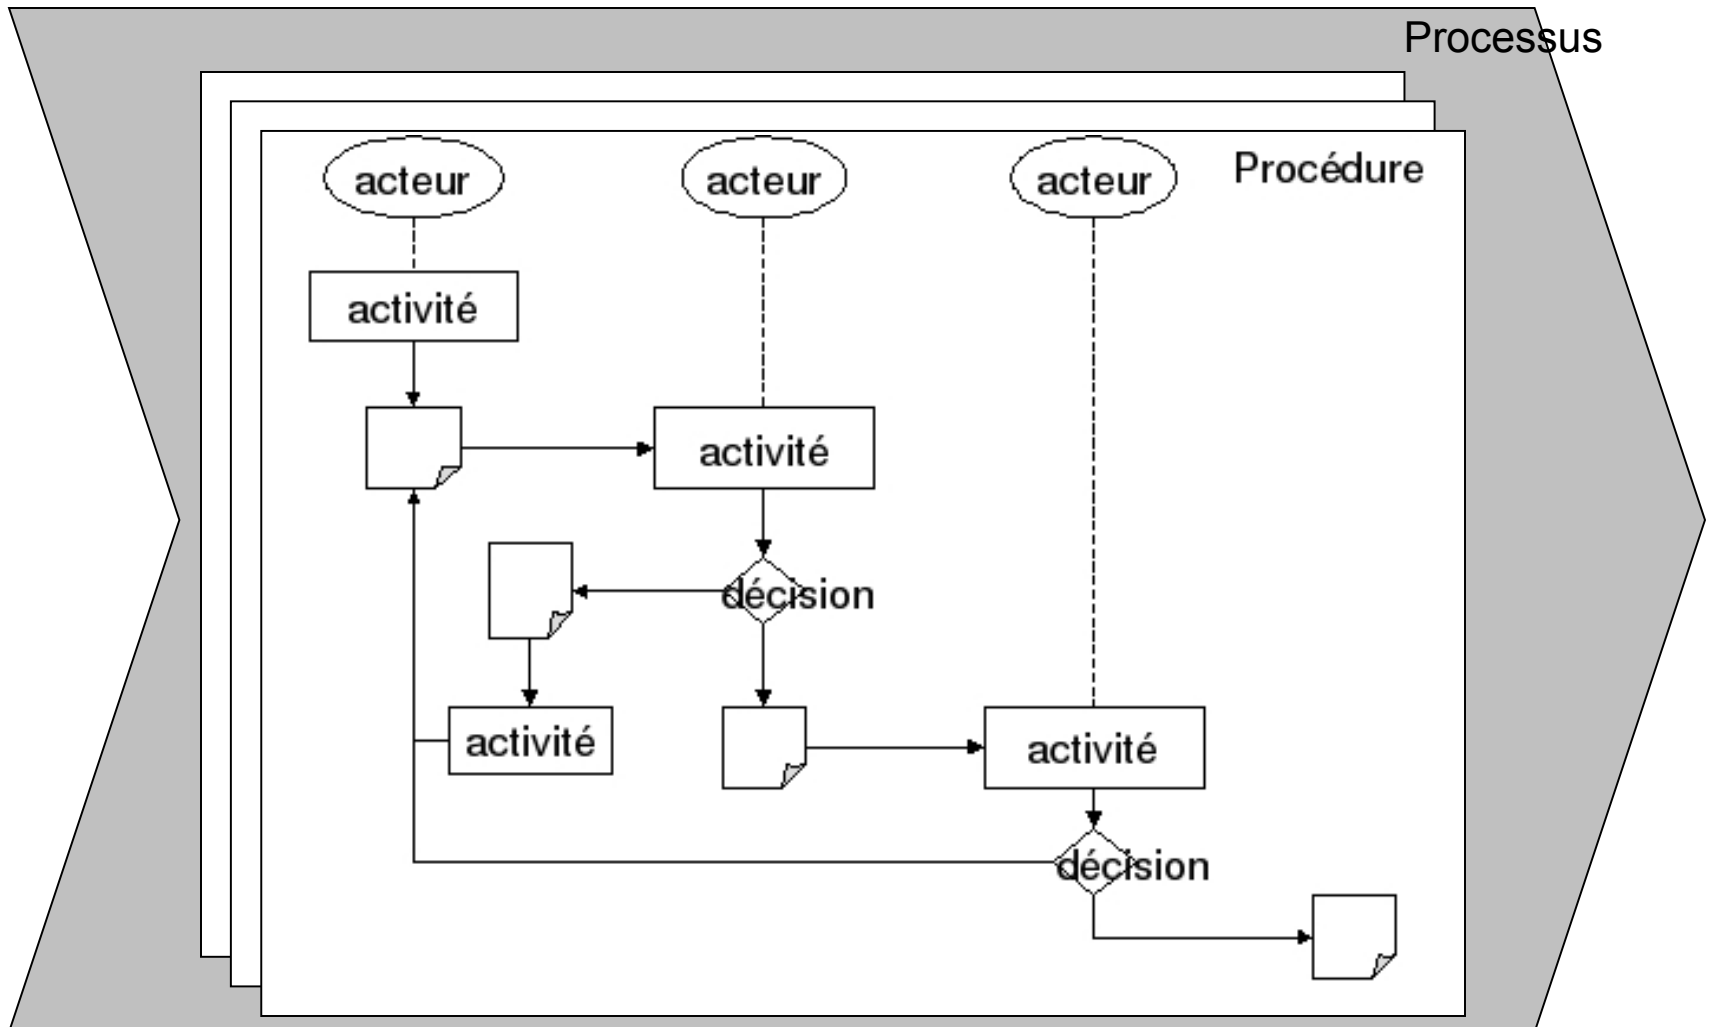 Processus
Procédure
acteur
acteur
acteur
activité
activité
décision
activité
activité
décision